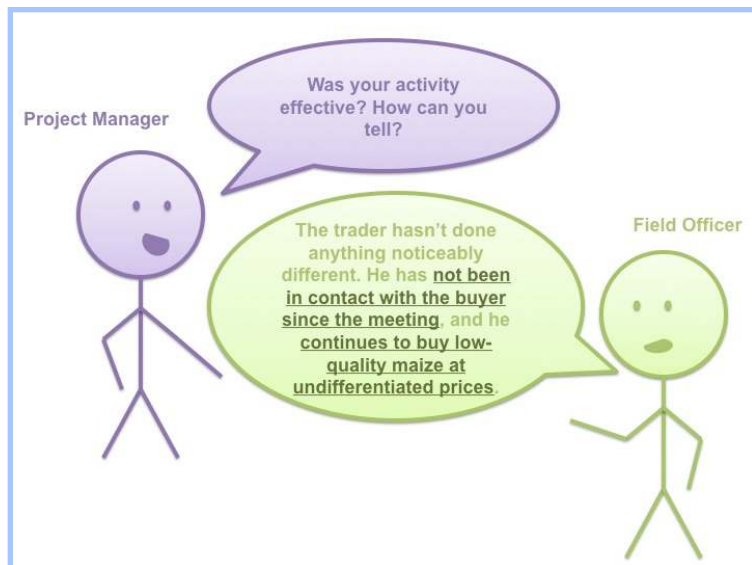 Project Manager
Was your activity
effective? How can you
tell?
Field Officer
The trader hasn't done
anything noticeably
different. He has not been
in contact with the buyer
since the meeting, and he
continues to buy low-
quality maize at
undifferentiated prices.